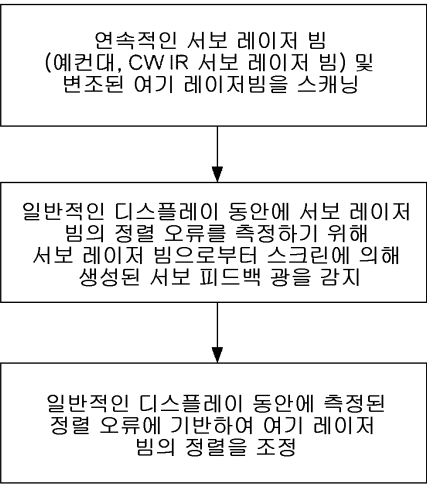 연속적인 서보 레이저 빔
(예컨대, CW IR 서보 레이저 빔) 및
변조된 여기 레이저빔을 스캐닝
일반적인 디스플레이 동안에 서보 레이저
빔의 정렬 오류를 측정하기 위해
서보 레이저 빔으로부터 스크린에 의해
생성된 서보 피드백 광을 감지
일반적인 디스플레이 동안에 측정된
정렬 오류에 기반하여 여기 레이저
빔의 정렬을 조정